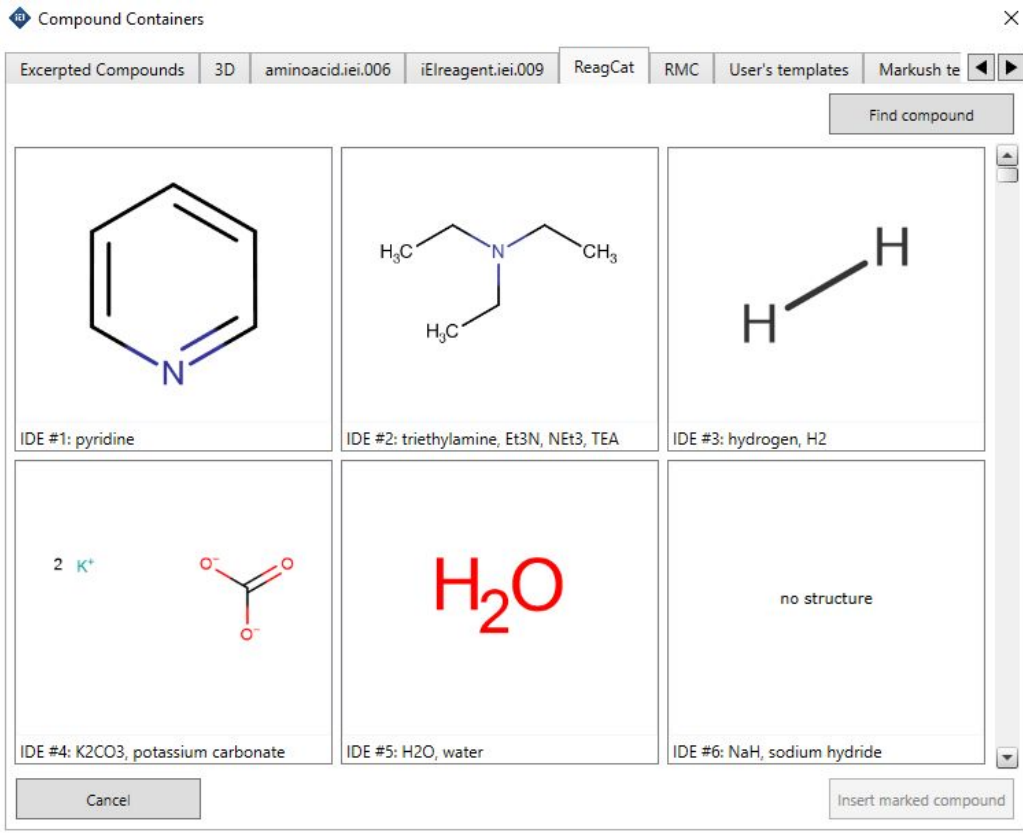 iEI Compound Containers
Excerpted Compounds 3D aminoacid.iei.006 iEIreagent.iei.009 ReagCat RMC User's templates Markush te
Find compound
N
IDE #1: pyridine
H3C N CH3
H3C
IDE #2: triethylamine, Et3N, NEt3, TEA
H
H
IDE #3: hydrogen, H2
2 K+ O- O
O-
IDE #4: K2CO3, potassium carbonate
H2O
IDE #5: H2O, water
no structure
IDE #6: NaH, sodium hydride
Cancel Insert marked compound